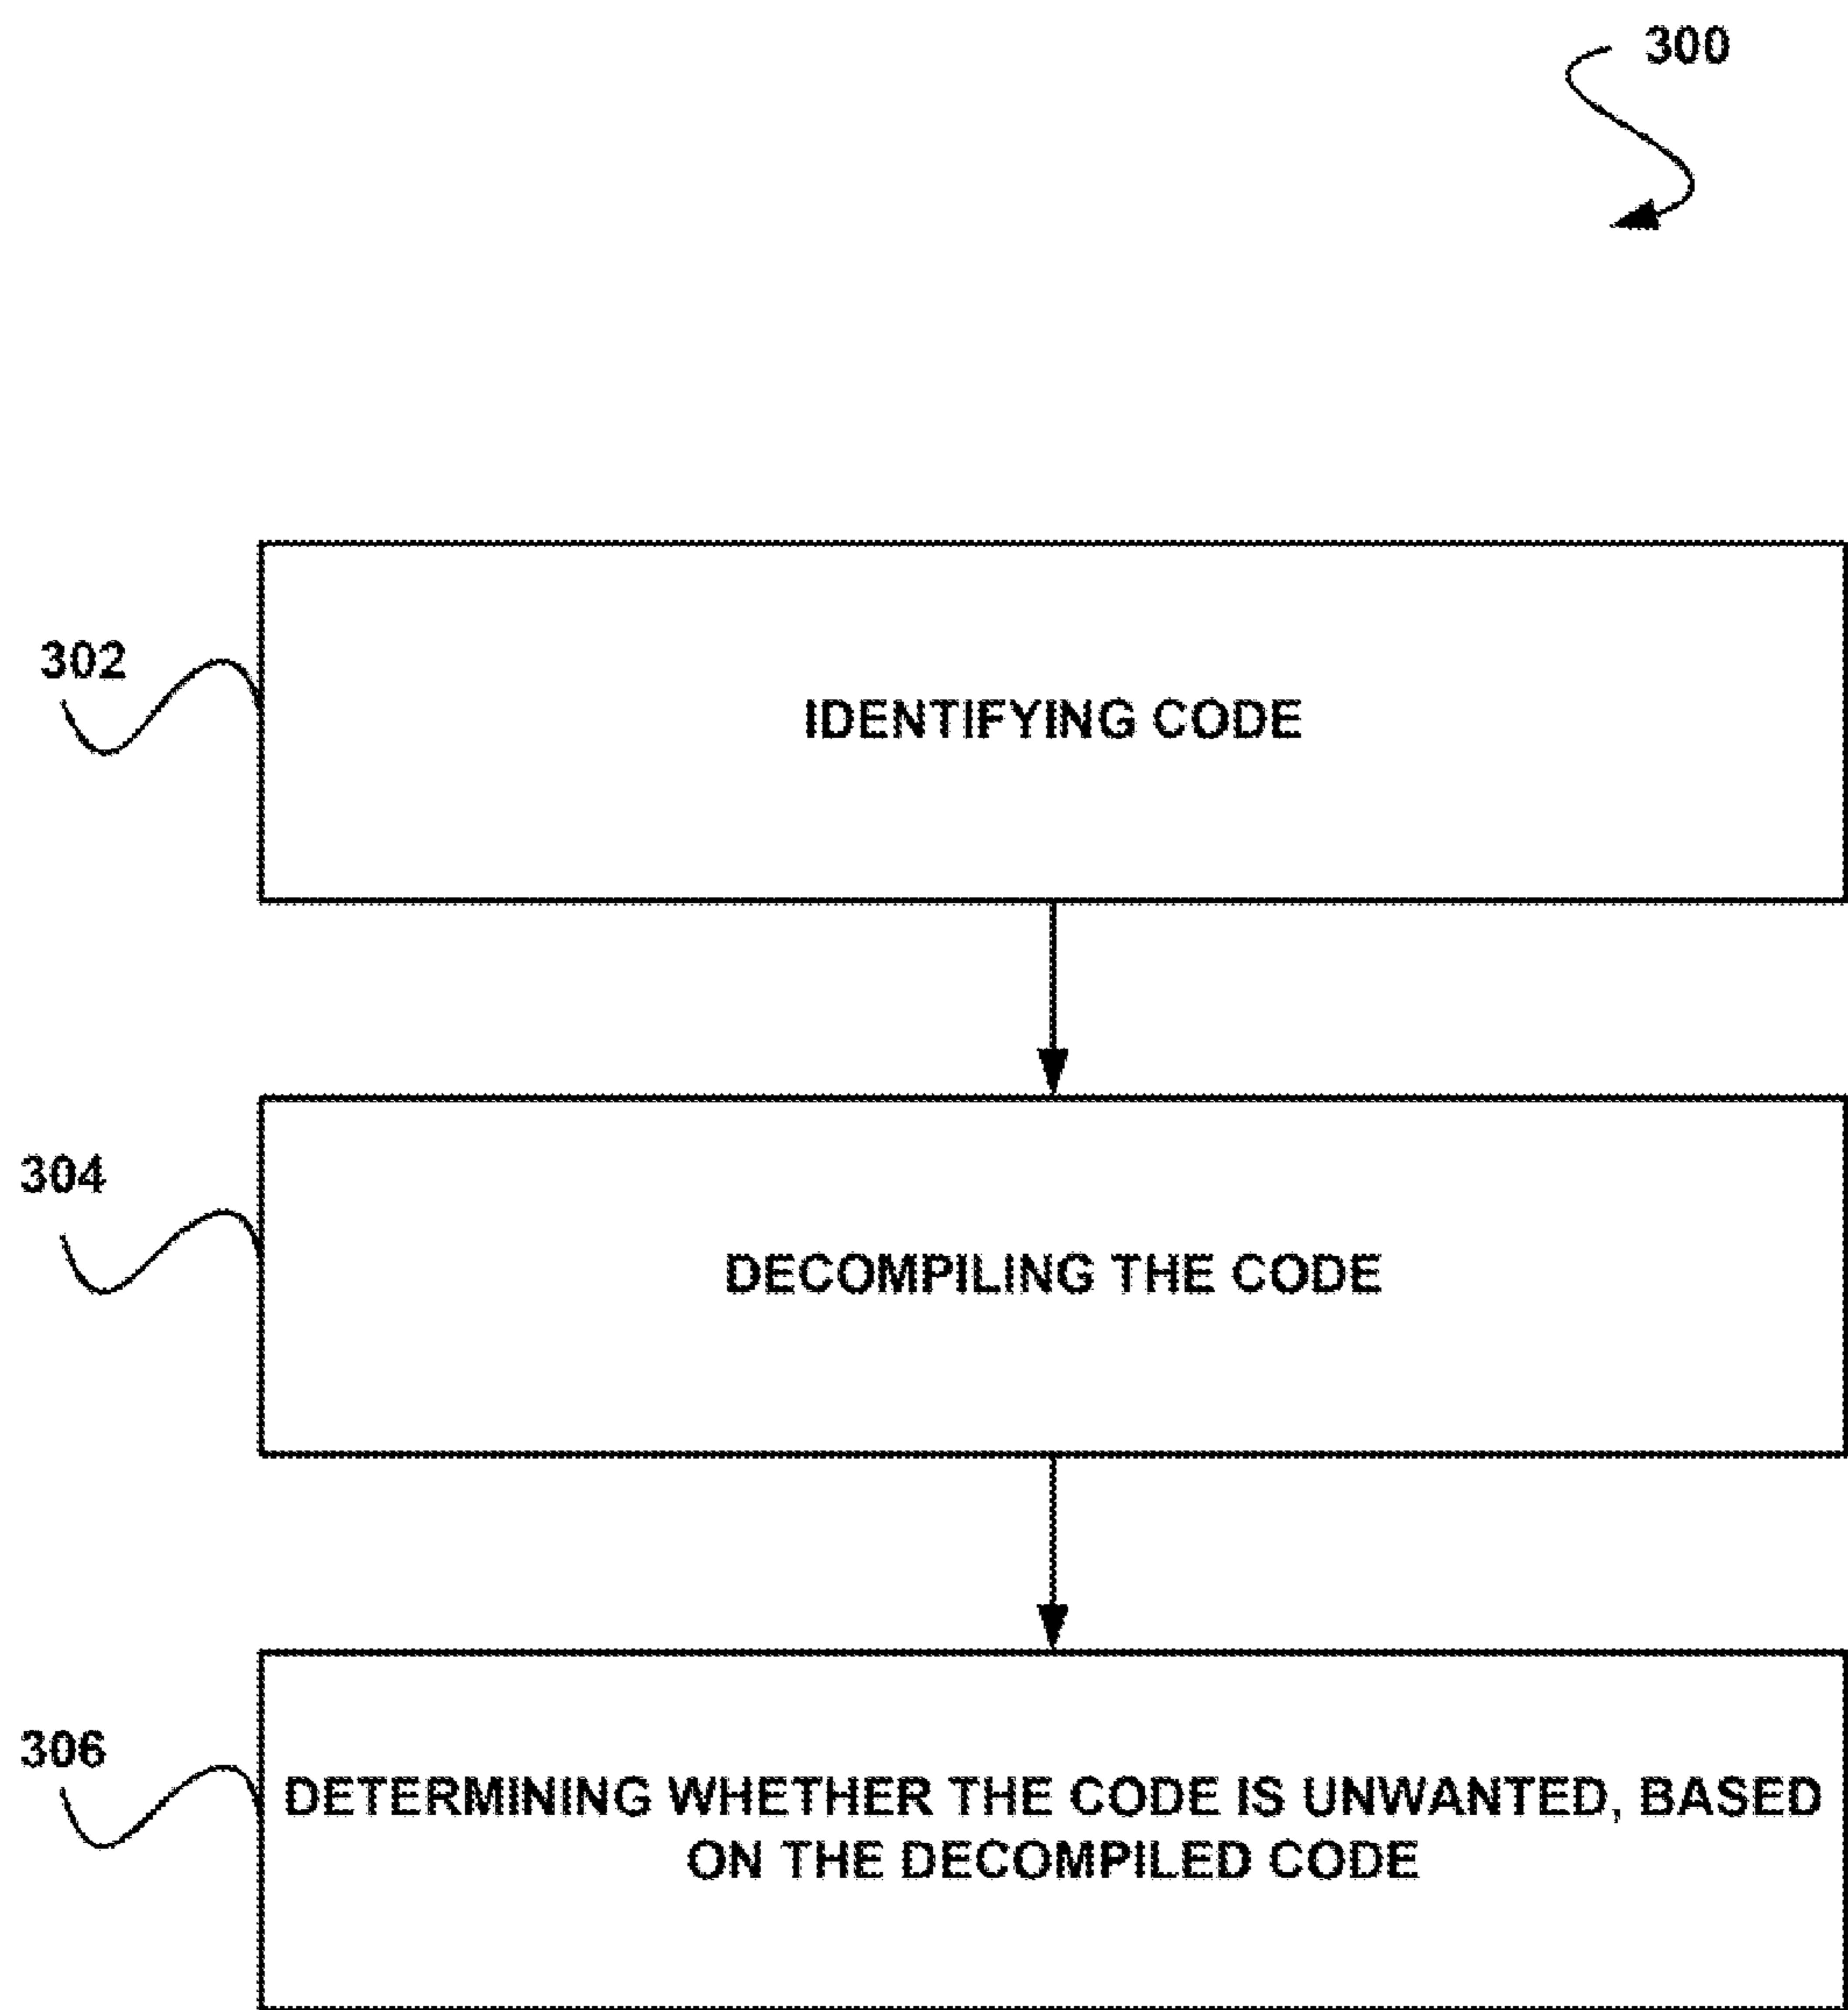 300
302
IDENTIFYING CODE
304
DECOMPILING THE CODE
306
DETERMINING WHETHER THE CODE IS UNWANTED, BASED
ON THE DECOMPILED CODE